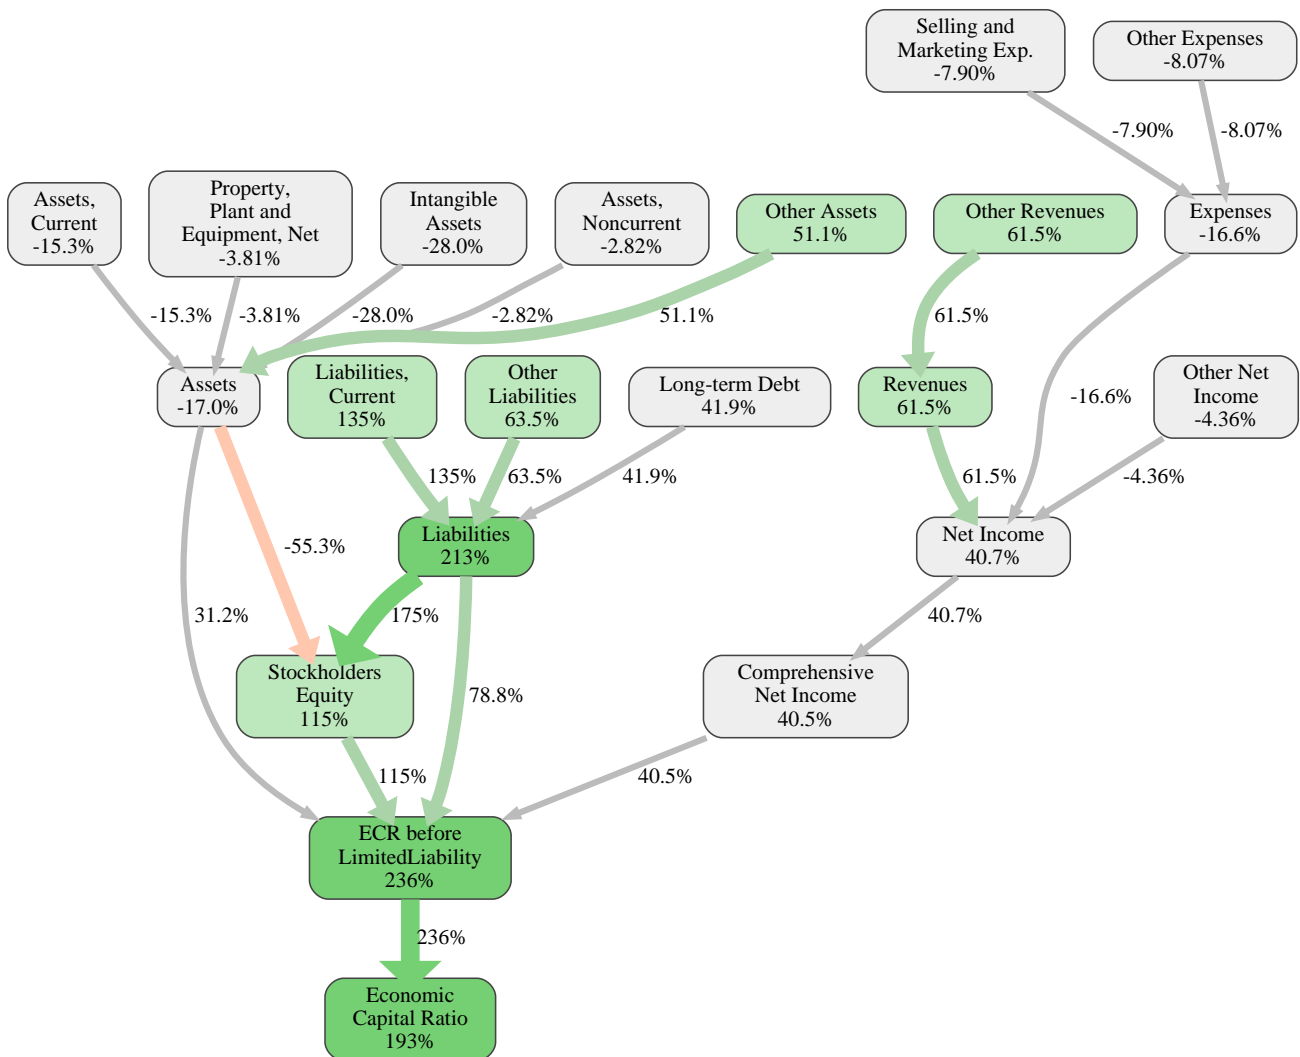 Selling and
Marketing Exp.
-7.90%
Other Expenses
-8.07%
-7.90%
-8.07%
Assets,
Current
-15.3%
Property,
Plant and
Equipment, Net
-3.81%
Intangible
Assets
-28.0%
Assets,
Noncurrent
-2.82%
Other Assets
51.1%
Other Revenues
61.5%
Expenses
-16.6%
-15.3%
-3.81%
-28.0%
-2.82%
51.1%
61.5%
Assets
-17.0%
Liabilities,
Current
135%
Other
Liabilities
63.5%
Long-term Debt
41.9%
Revenues
61.5%
-16.6%
Other Net
Income
-4.36%
135%
63.5%
41.9%
61.5%
-4.36%
-55.3%
Liabilities
213%
Net Income
40.7%
31.2%
175%
40.7%
Stockholders
Equity
115%
78.8%
Comprehensive
Net Income
40.5%
115%
40.5%
ECR before
LimitedLiability
236%
236%
Economic
Capital Ratio
193%